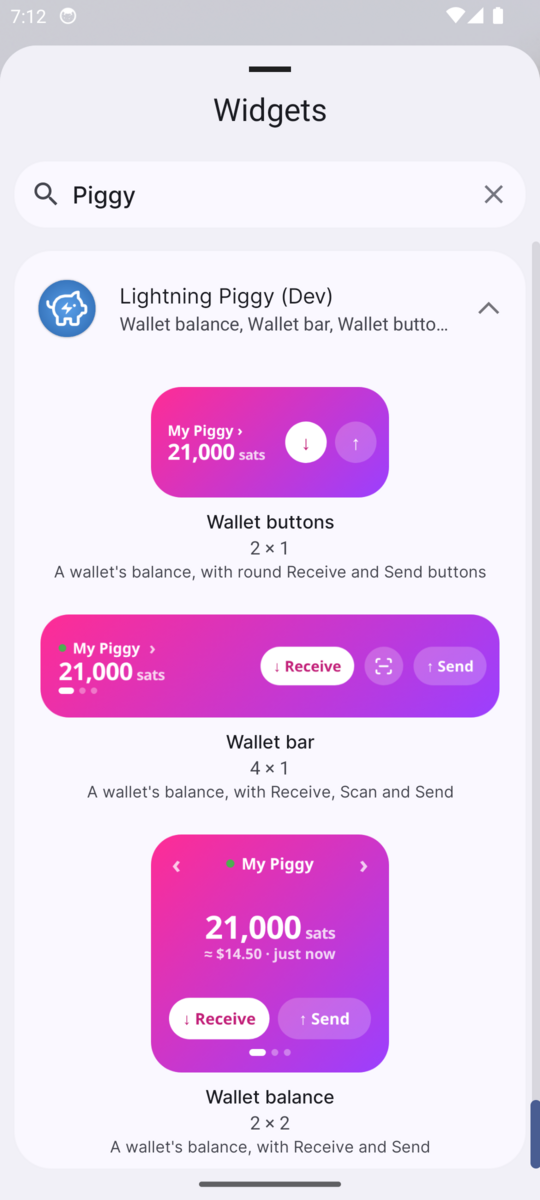 7:12
Widgets
Piggy
Lightning Piggy (Dev)
Wallet balance, Wallet bar, Wallet butto...
My Piggy ›
21,000 sats
↓ ↑
Wallet buttons
2 × 1
A wallet's balance, with round Receive and Send buttons
My Piggy ›
21,000 sats
↓ Receive
↑ Send
Wallet bar
4 × 1
A wallet's balance, with Receive, Scan and Send
‹ My Piggy ›
21,000 sats
≈ $14.50 · just now
↓ Receive
↑ Send
Wallet balance
2 × 2
A wallet's balance, with Receive and Send